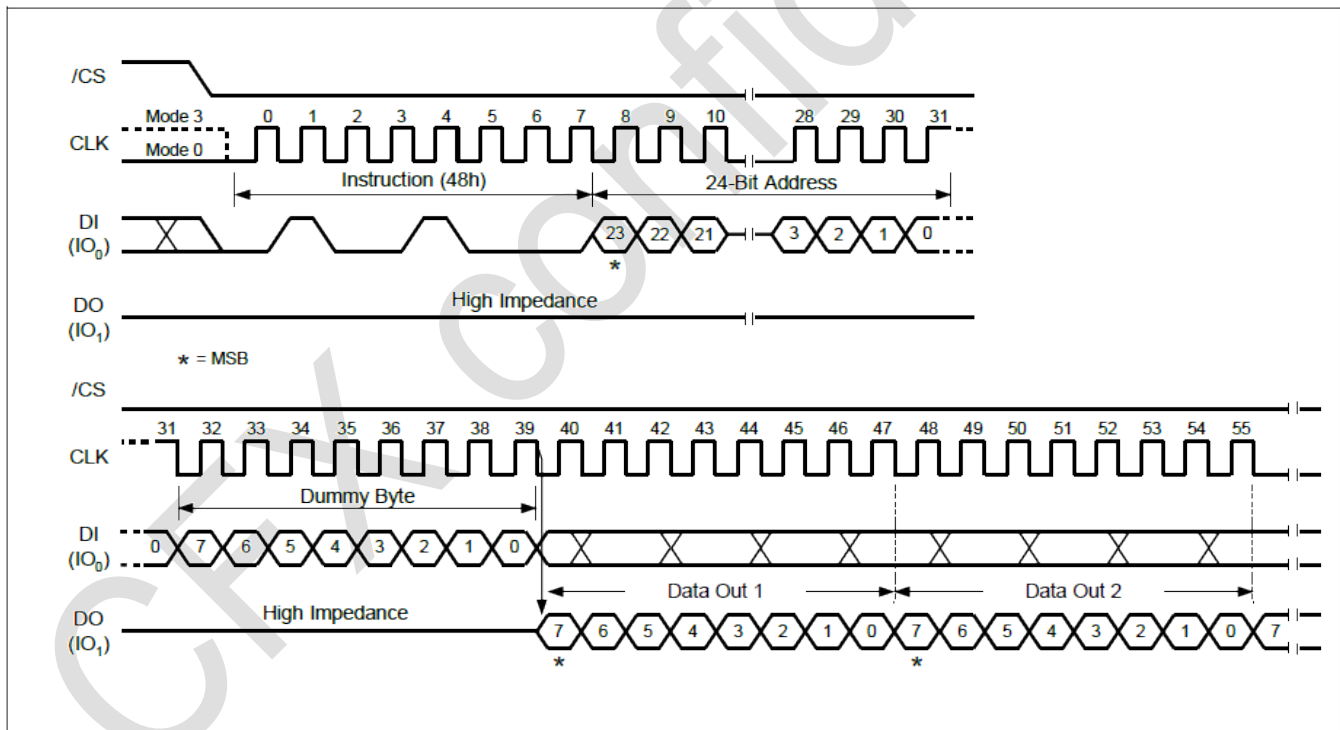 CFX confid
/CS
Mode 3 0 1 2 3 4 5 6 7 8 9 10 28 29 30 31
CLK
Mode 0
Instruction (48h) 24-Bit Address
DI
(IO0) 23 22 21 3 2 1 0
*
High Impedance
DO
(IO1)
* = MSB
/CS
31 32 33 34 35 36 37 38 39 40 41 42 43 44 45 46 47 48 49 50 51 52 53 54 55
CLK
Dummy Byte
DI
(IO0) 0 7 6 5 4 3 2 1 0
Data Out 1 Data Out 2
High Impedance
DO
(IO1) 7 6 5 4 3 2 1 0 7 6 5 4 3 2 1 0 7
* *